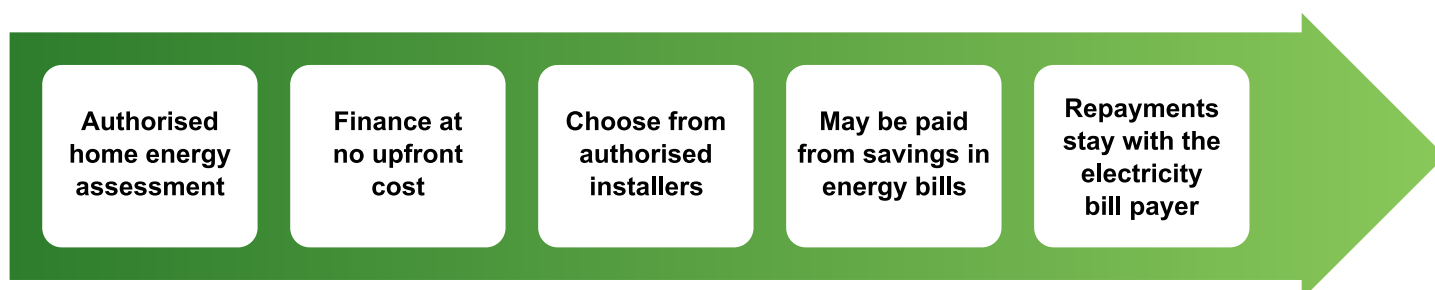 Authorised
home energy
assessment
Finance at
no upfront
cost
Choose from
authorised
installers
May be paid
from savings in
energy bills
Repayments
stay with the
electricity
bill payer